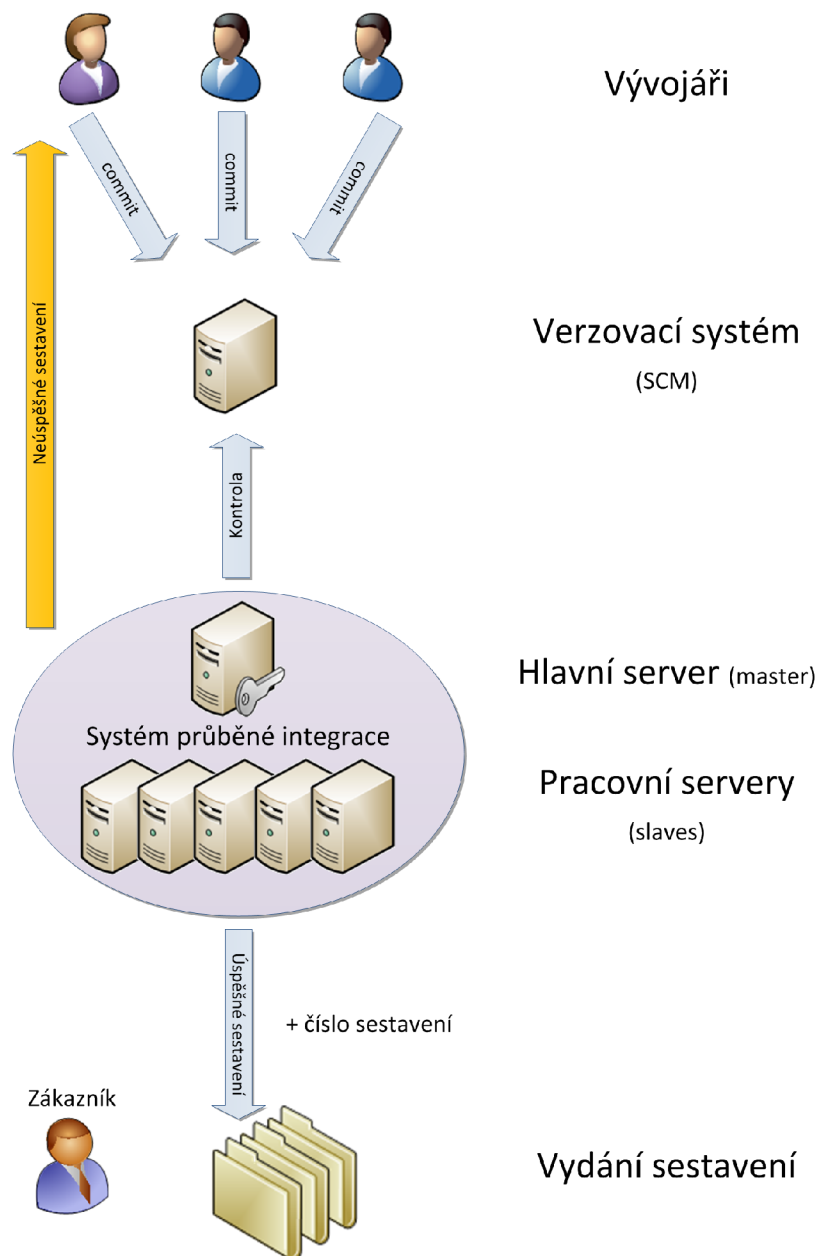 Vývojáři
commit
commit
commit
Neúspěšné sestavení
Verzovací systém
(SCM)
Kontrola
Hlavní server (master)
Systém průběné integrace
Pracovní servery
(slaves)
Úspěšné sestavení
+ číslo sestavení
Zákazník
Vydání sestavení